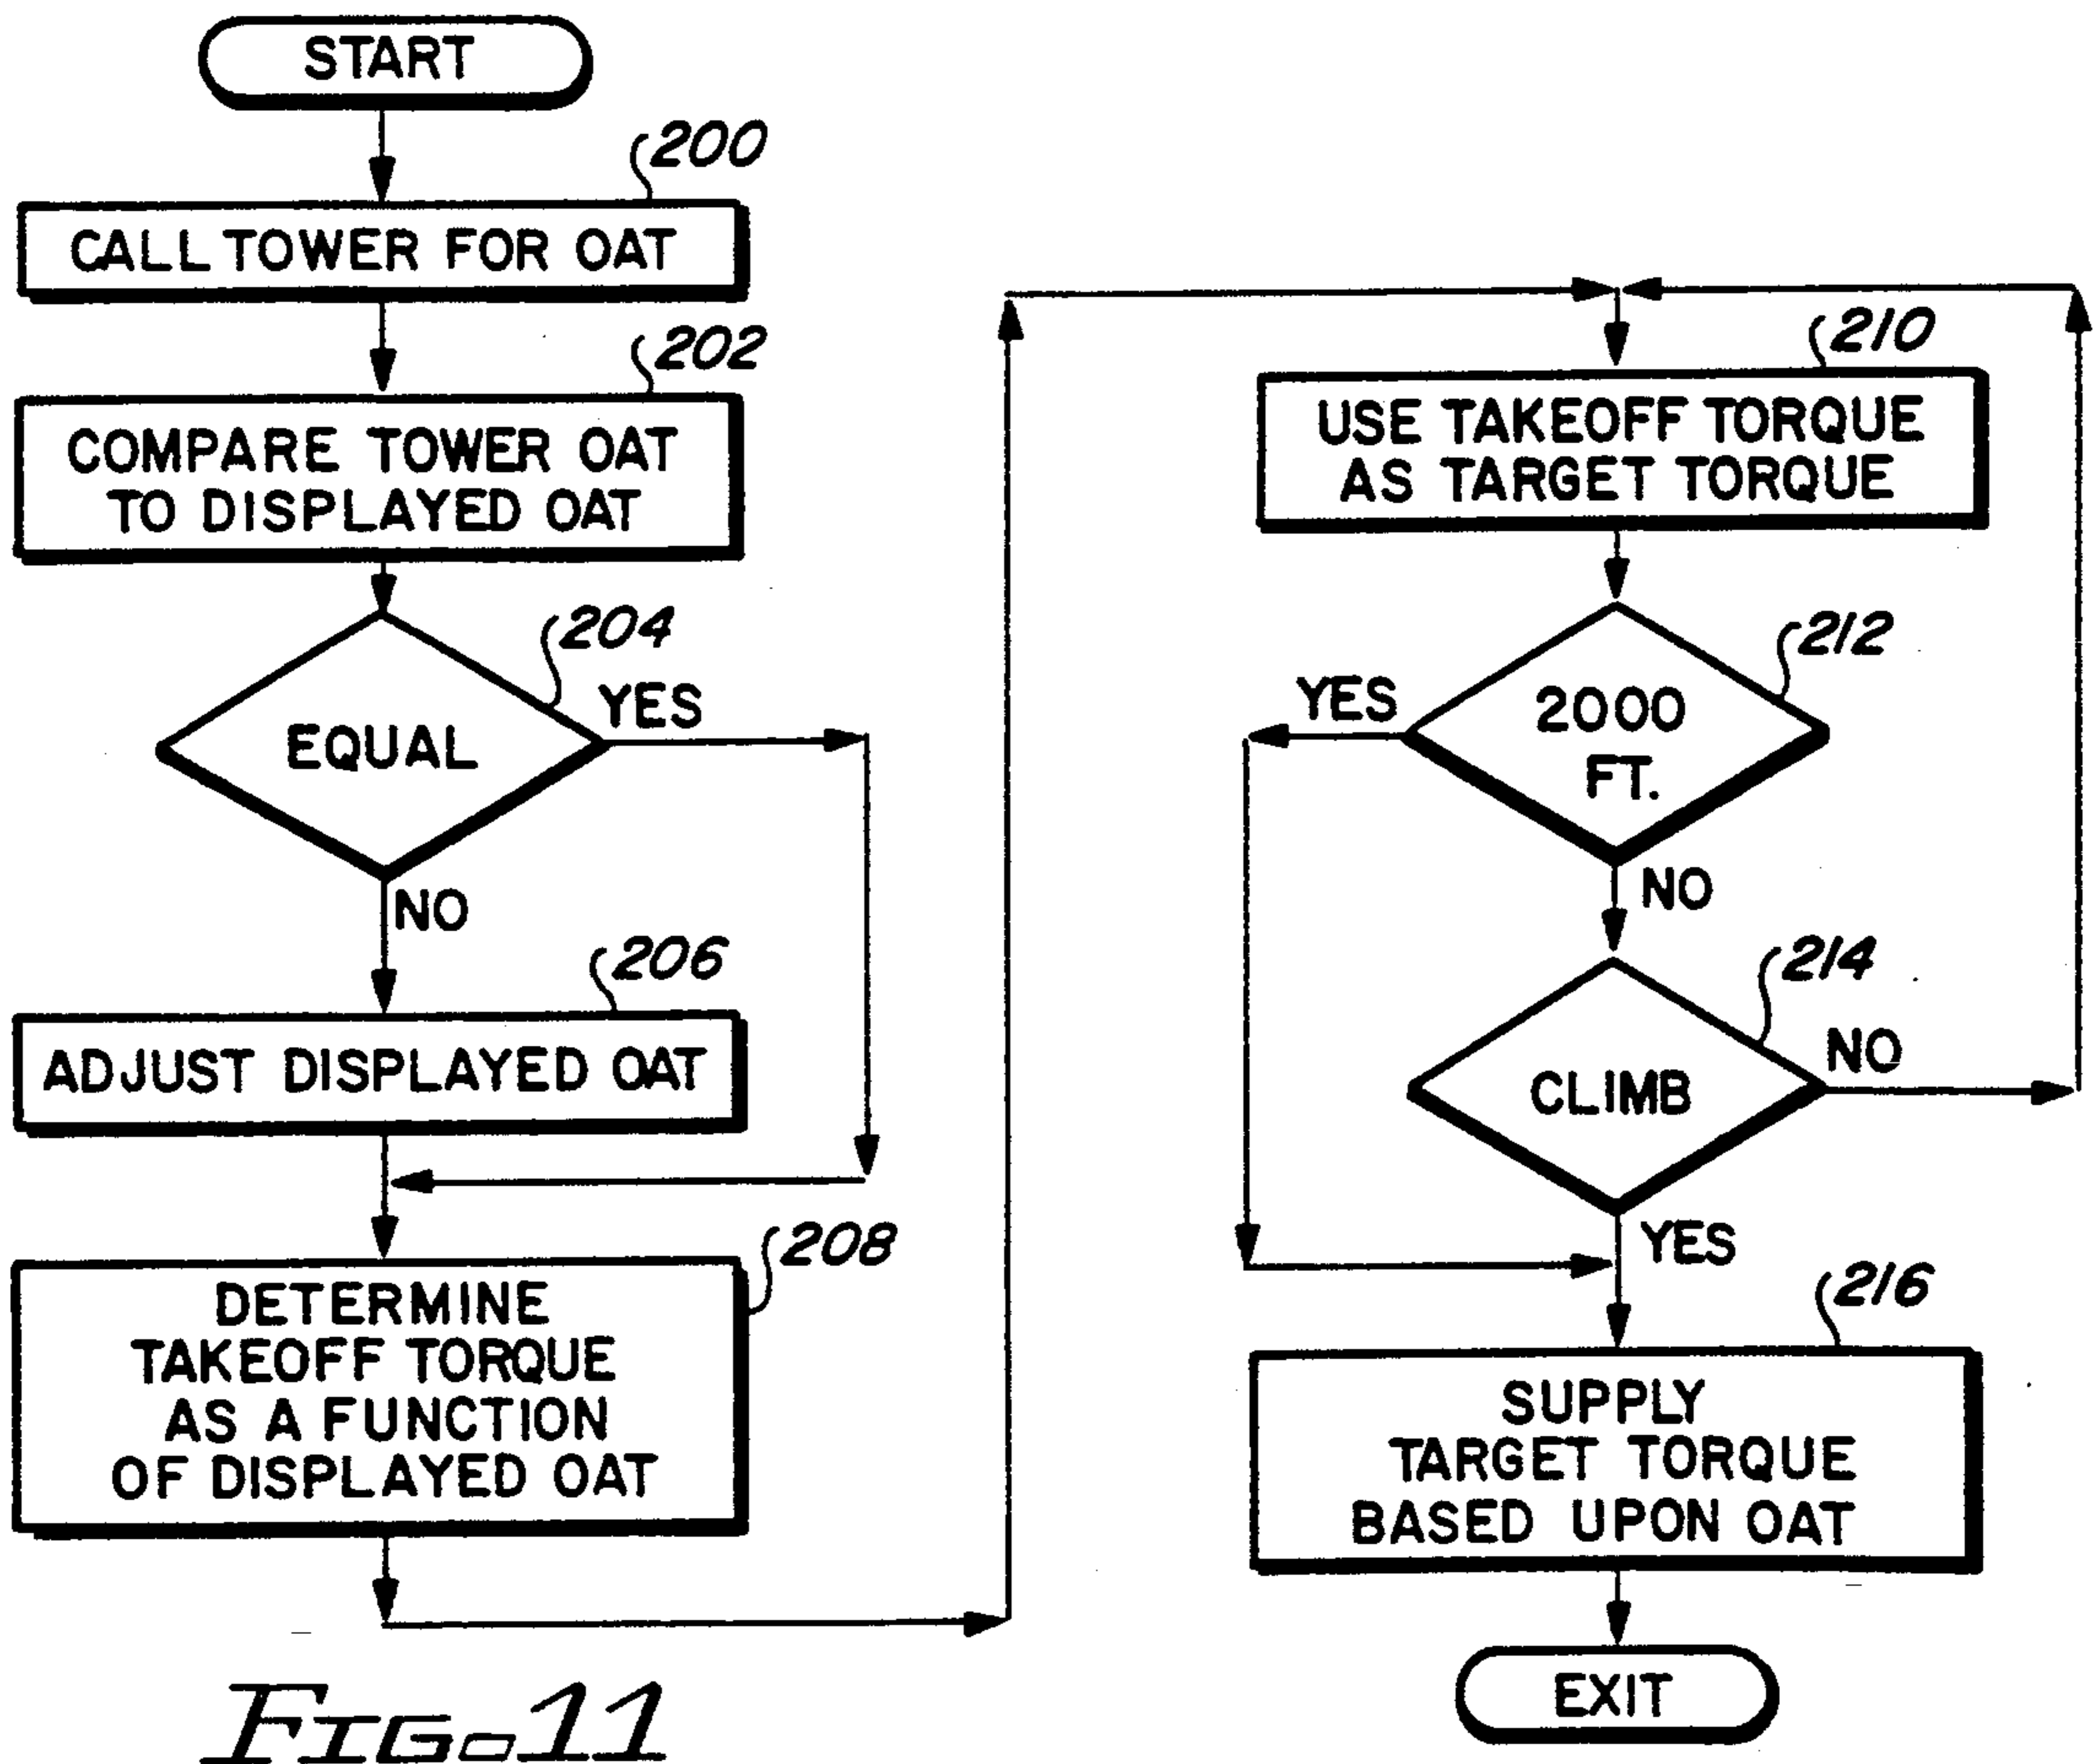 START
200
CALL TOWER FOR OAT
202
COMPARE TOWER OAT
TO DISPLAYED OAT
204
YES
EQUAL
NO
206
ADJUST DISPLAYED OAT
208
DETERMINE
TAKEOFF TORQUE
AS A FUNCTION
OF DISPLAYED OAT
210
USE TAKEOFF TORQUE
AS TARGET TORQUE
212
YES
2000
FT.
NO
214
NO
CLIMB
YES
216
SUPPLY
TARGET TORQUE
BASED UPON OAT
EXIT
FIG. 11